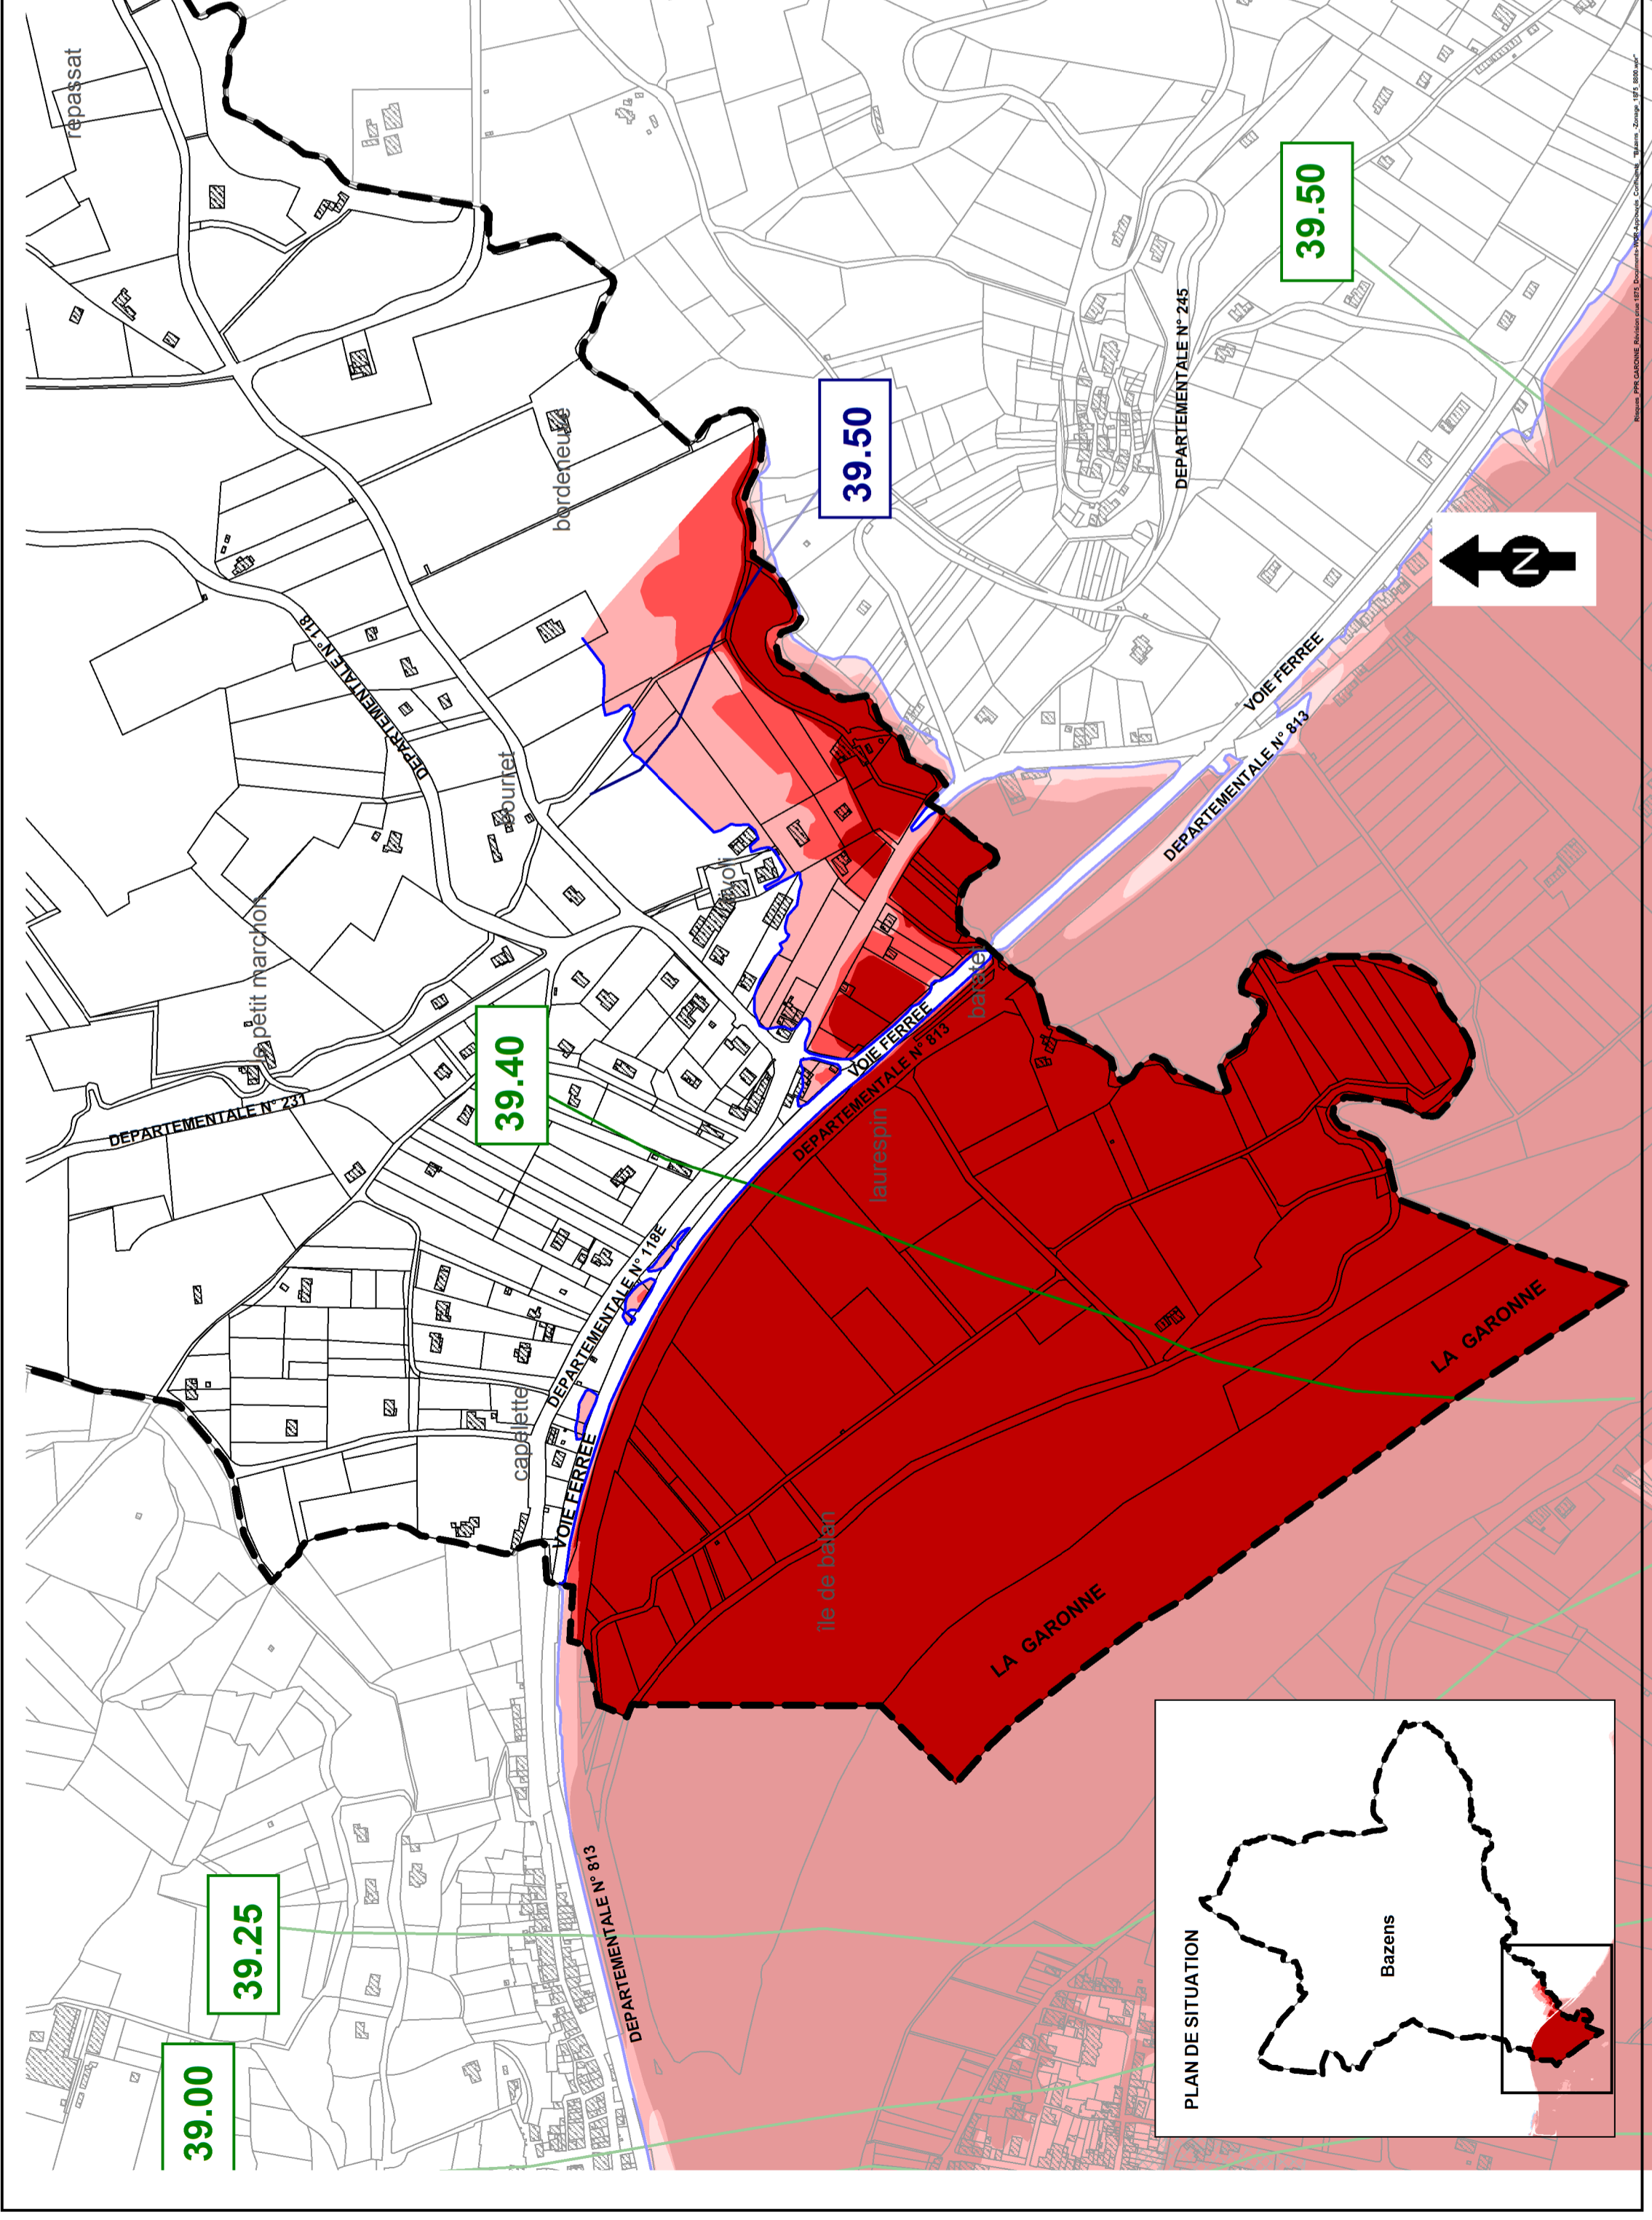 repassat
DEPARTEMENTALE N° 118
bordeneuve
bourret
le petit marchon
DEPARTEMENTALE N° 231
39.50
39.50
39.40
39.25
39.00
DEPARTEMENTALE N° 245
VOIE FERREE
DEPARTEMENTALE N° 813
baratet
VOIE FERREE
DEPARTEMENTALE N° 813
laurespin
DEPARTEMENTALE N° 118E
capelette
VOIE FERREE
île de balan
LA GARONNE
LA GARONNE
DEPARTEMENTALE N° 813
N
PLAN DE SITUATION
Bazens